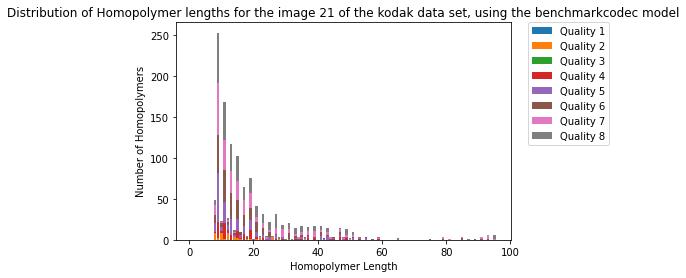 Distribution of Homopolymer lengths for the image 21 of the kodak data set, using the benchmarkcodec model
250
200
150
100
50
0
Number of Homopolymers
0 20 40 60 80 100
Homopolymer Length
Quality 1
Quality 2
Quality 3
Quality 4
Quality 5
Quality 6
Quality 7
Quality 8